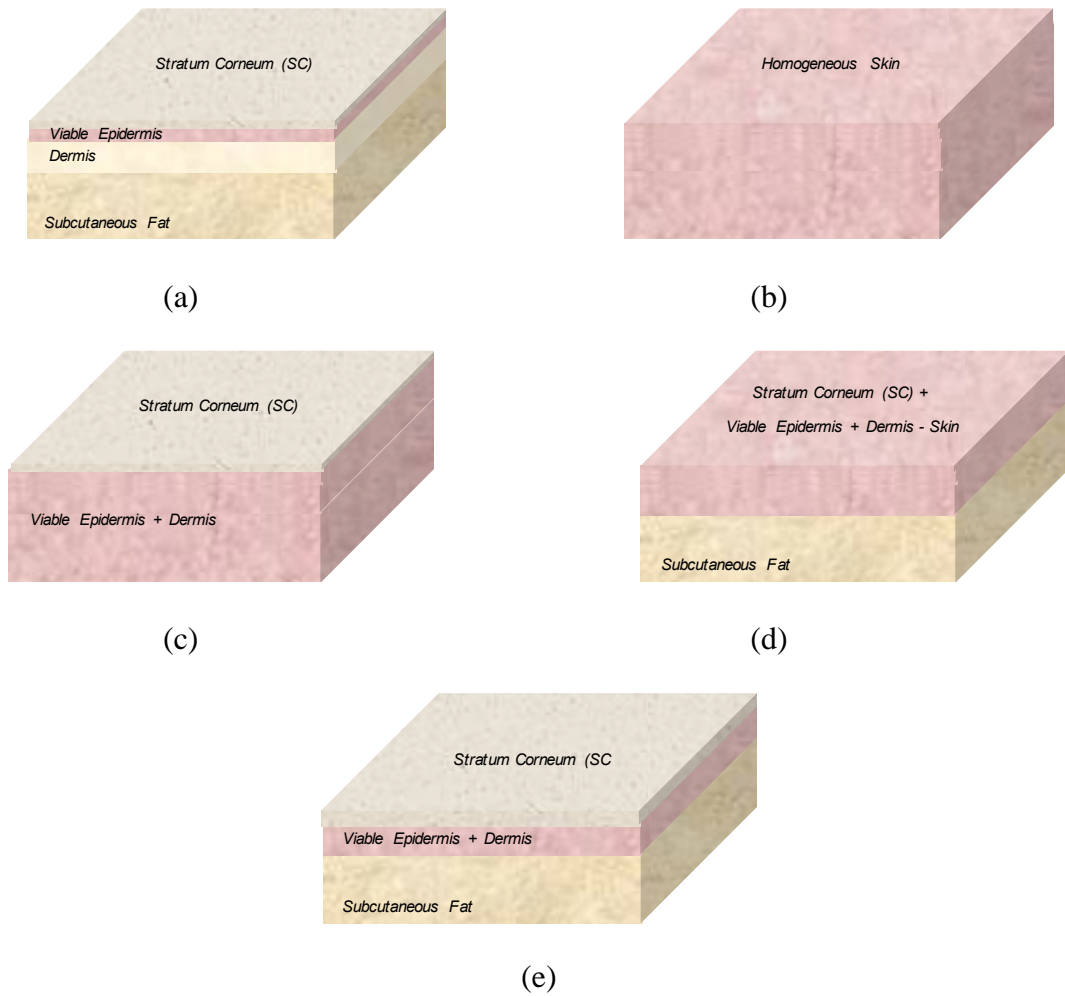 Stratum Corneum (SC)
Viable Epidermis
Dermis
Subcutaneous Fat
(a)
Homogeneous Skin
(b)
Stratum Corneum (SC)
Viable Epidermis + Dermis
(c)
Stratum Corneum (SC) +
Viable Epidermis + Dermis - Skin
Subcutaneous Fat
(d)
Stratum Corneum (SC
Viable Epidermis + Dermis
Subcutaneous Fat
(e)